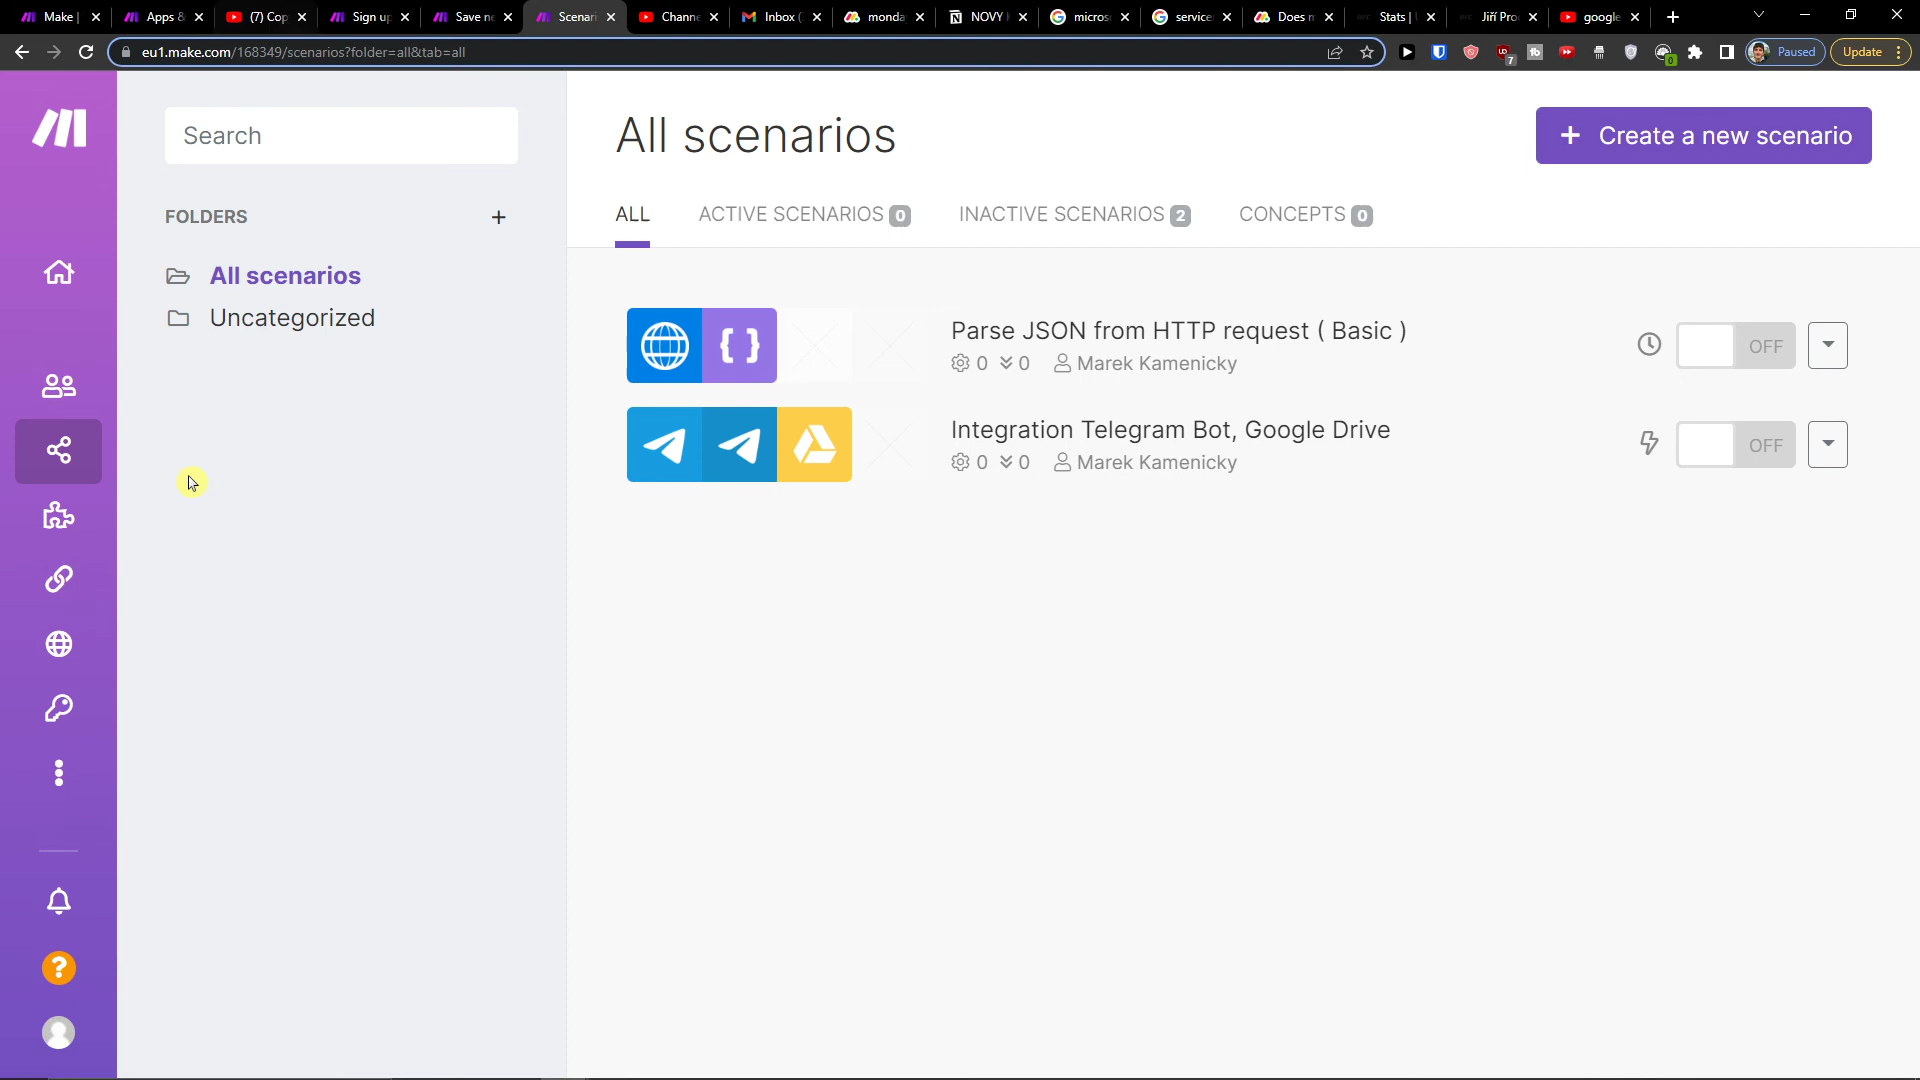 Make | Apps & (7) Cop Sign up Save ne Scenari Channe Inbox ( monda NOVY micros service Does m Stats | Jiří Pro google
eu1.make.com/168349/scenarios?folder=all&tab=all
7 0 Paused Update
Search
All scenarios
+ Create a new scenario
FOLDERS +
ALL ACTIVE SCENARIOS 0 INACTIVE SCENARIOS 2 CONCEPTS 0
All scenarios
Uncategorized
Parse JSON from HTTP request ( Basic )
0 0 Marek Kamenicky
OFF
Integration Telegram Bot, Google Drive
0 0 Marek Kamenicky
OFF
?